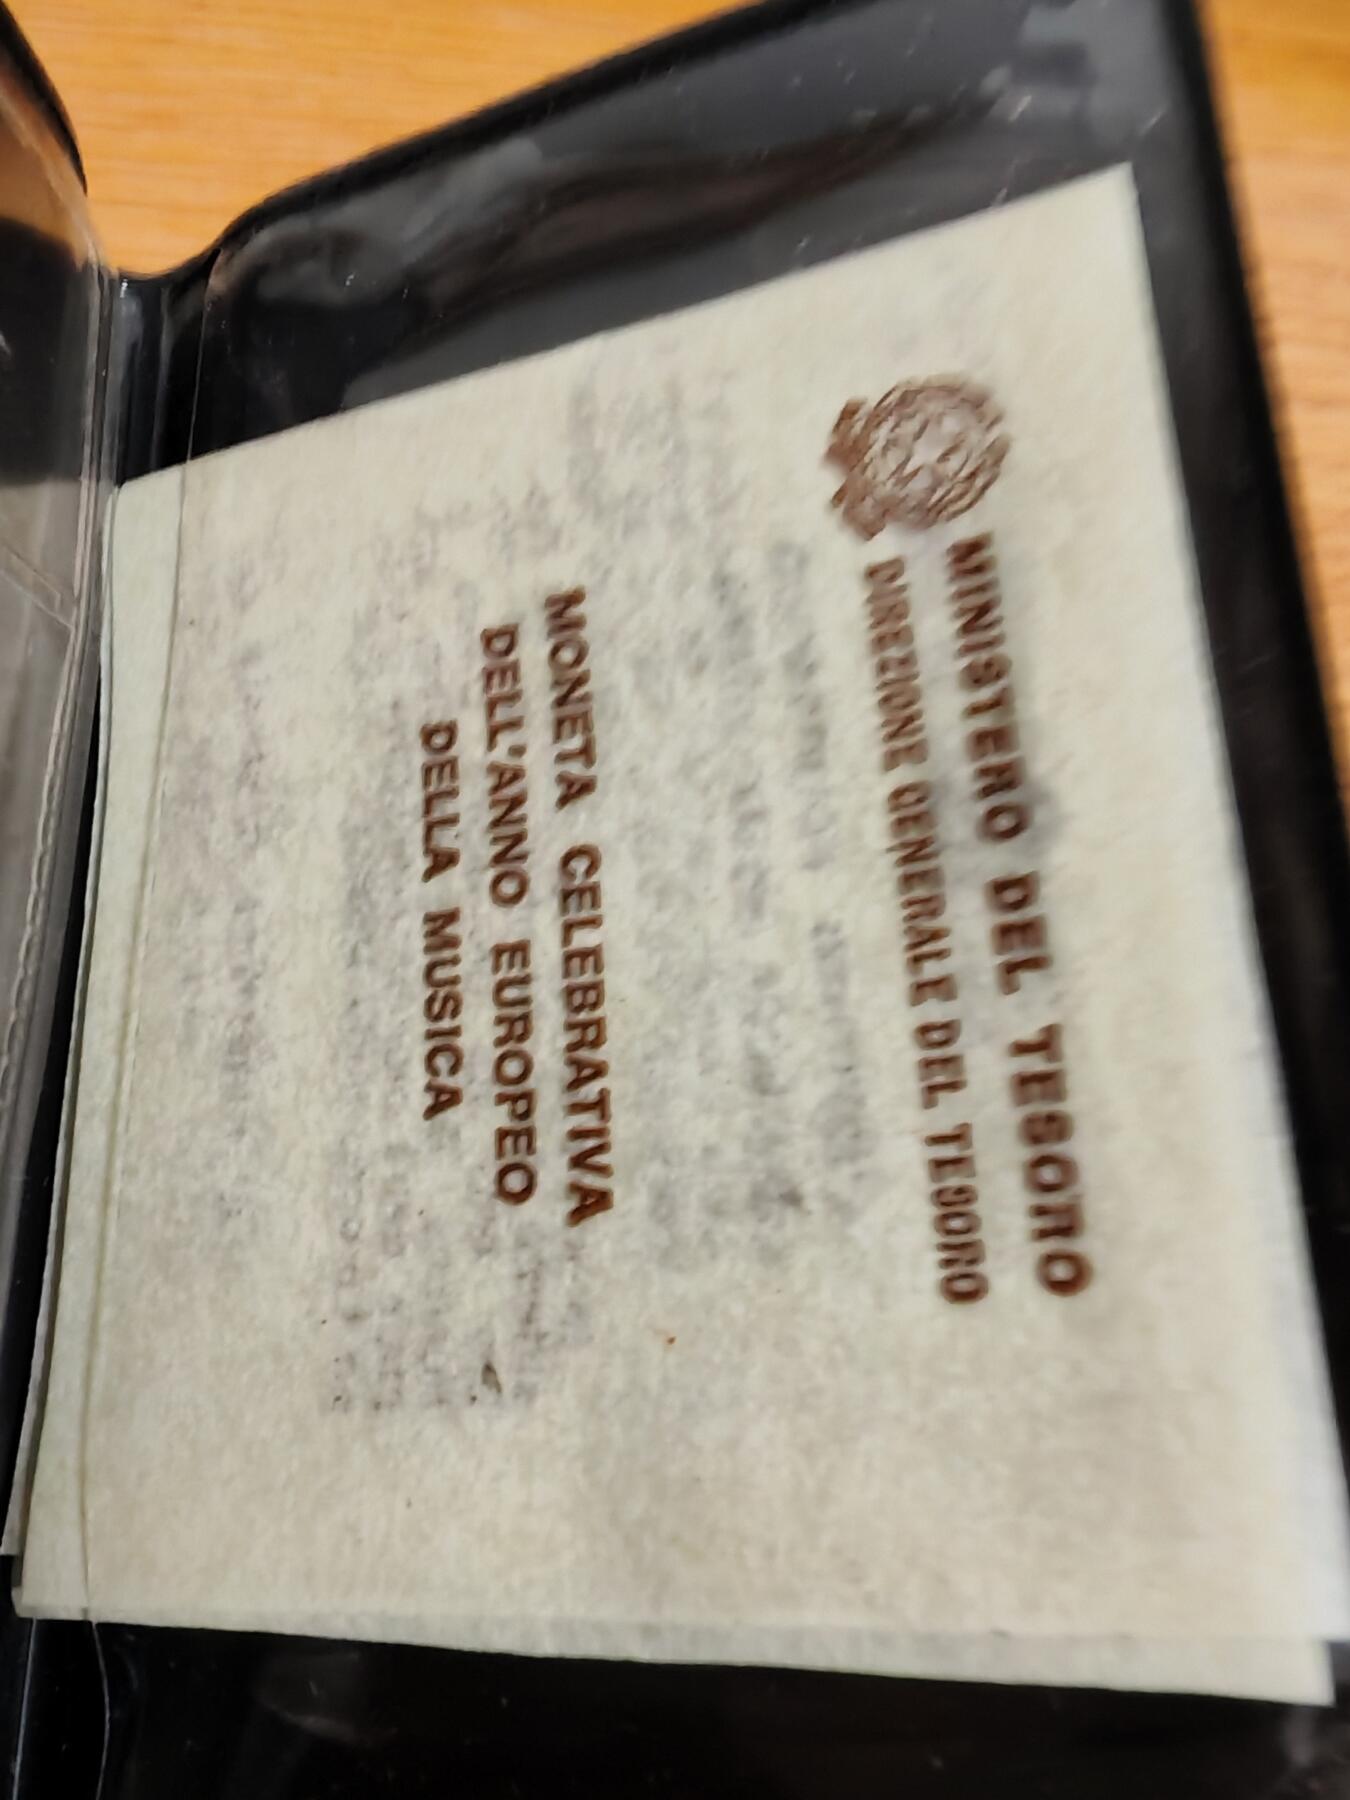 MINISTERO DEL TESORO
DIREZIONE GENERALE DEL TESORO
MONETA CELEBRATIVA
DELL'ANNO EUROPEO
DELLA MUSICA